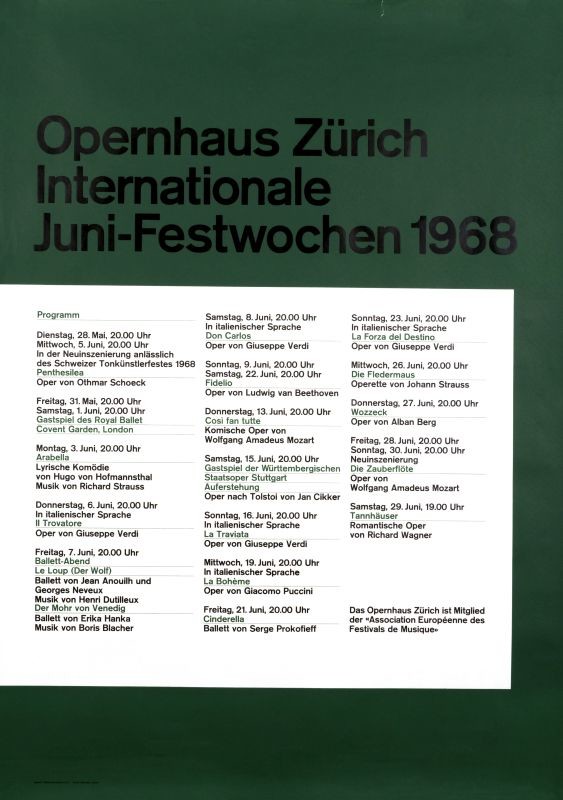 Opernhaus Zürich
Internationale
Juni-Festwochen 1968
Programm
Dienstag, 28. Mai, 20.00 Uhr
Mittwoch, 5. Juni, 20.00 Uhr
In der Neuinszenierung anlässlich
des Schweizer Tonkünstlerfestes 1968
Penthesilea
Oper von Othmar Schoeck
Freitag, 31. Mai, 20.00 Uhr
Samstag, 1. Juni, 20.00 Uhr
Gastspiel des Royal Ballet
Covent Garden, London
Montag, 3. Juni, 20.00 Uhr
Arabella
Lyrische Komödie
von Hugo von Hofmannsthal
Musik von Richard Strauss
Donnerstag, 6. Juni, 20.00 Uhr
In italienischer Sprache
Il Trovatore
Oper von Giuseppe Verdi
Freitag, 7. Juni, 20.00 Uhr
Ballett-Abend
Le Loup (Der Wolf)
Ballett von Jean Anouilh und
Georges Neveux
Musik von Henri Dutilleux
Der Mohr von Venedig
Ballett von Erika Hanka
Musik von Boris Blacher
Samstag, 8. Juni, 20.00 Uhr
In italienischer Sprache
Don Carlos
Oper von Giuseppe Verdi
Sonntag, 9. Juni, 20.00 Uhr
Samstag, 22. Juni, 20.00 Uhr
Fidelio
Oper von Ludwig van Beethoven
Donnerstag, 13. Juni, 20.00 Uhr
Così fan tutte
Komische Oper von
Wolfgang Amadeus Mozart
Samstag, 15. Juni, 20.00 Uhr
Gastspiel der Württembergischen
Staatsoper Stuttgart
Auferstehung
Oper nach Tolstoi von Jan Cikker
Sonntag, 16. Juni, 20.00 Uhr
In italienischer Sprache
La Traviata
Oper von Giuseppe Verdi
Mittwoch, 19. Juni, 20.00 Uhr
In italienischer Sprache
La Bohème
Oper von Giacomo Puccini
Freitag, 21. Juni, 20.00 Uhr
Cinderella
Ballett von Serge Prokofieff
Sonntag, 23. Juni, 20.00 Uhr
In italienischer Sprache
La Forza del Destino
Oper von Giuseppe Verdi
Mittwoch, 26. Juni, 20.00 Uhr
Die Fledermaus
Operette von Johann Strauss
Donnerstag, 27. Juni, 20.00 Uhr
Wozzeck
Oper von Alban Berg
Freitag, 28. Juni, 20.00 Uhr
Sonntag, 30. Juni, 20.00 Uhr
Neuinszenierung
Die Zauberflöte
Oper von
Wolfgang Amadeus Mozart
Samstag, 29. Juni, 19.00 Uhr
Tannhäuser
Romantische Oper
von Richard Wagner
Das Opernhaus Zürich ist Mitglied
der «Association Européenne des
Festivals de Musique»